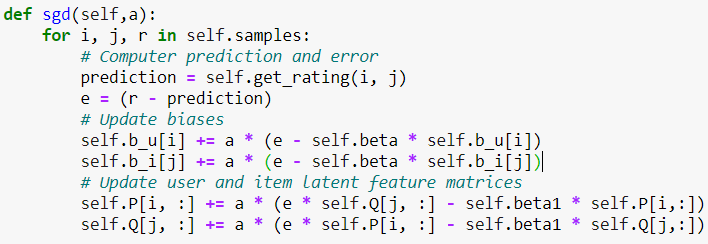 def sgd(self,a):
    for i, j, r in self.samples:
        # Computer prediction and error
        prediction = self.get_rating(i, j)
        e = (r - prediction)
        # Update biases
        self.b_u[i] += a * (e - self.beta * self.b_u[i])
        self.b_i[j] += a * (e - self.beta * self.b_i[j])
        # Update user and item latent feature matrices
        self.P[i, :] += a * (e * self.Q[j, :] - self.beta1 * self.P[i,:])
        self.Q[j, :] += a * (e * self.P[i, :] - self.beta1 * self.Q[j,:])